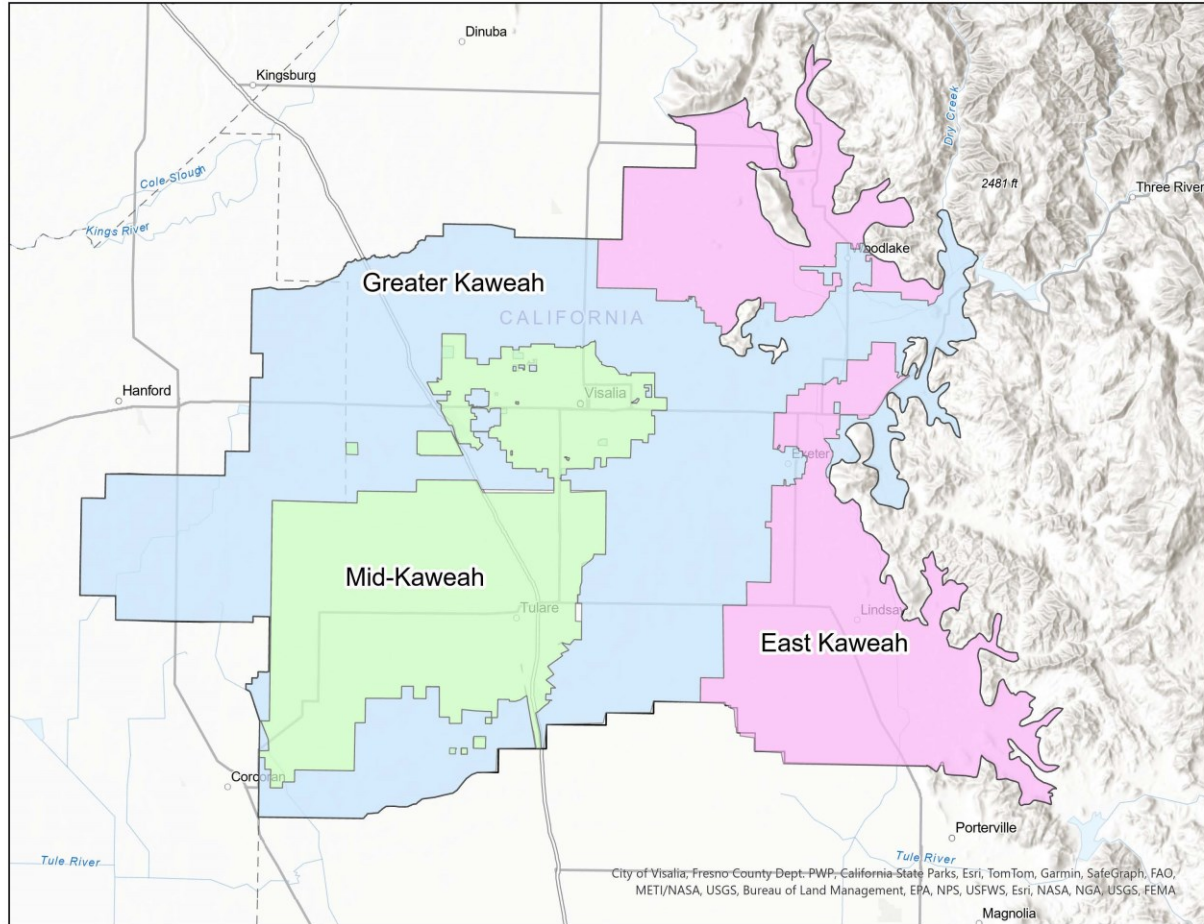 Dinuba
Kingsburg
Dry Creek
Cole Slough
2481 ft
Three River
Kings River
Woodlake
Greater Kaweah
CALIFORNIA
Hanford
Visalia
Exeter
Mid-Kaweah
Tulare
Lindsay
East Kaweah
Corcoran
Porterville
Tule River
Tule River
City of Visalia, Fresno County Dept. PWP, California State Parks, Esri, TomTom, Garmin, SafeGraph, FAO,
METI/NASA, USGS, Bureau of Land Management, EPA, NPS, USFWS, Esri, NASA, NGA, USGS, FEMA
Magnolia